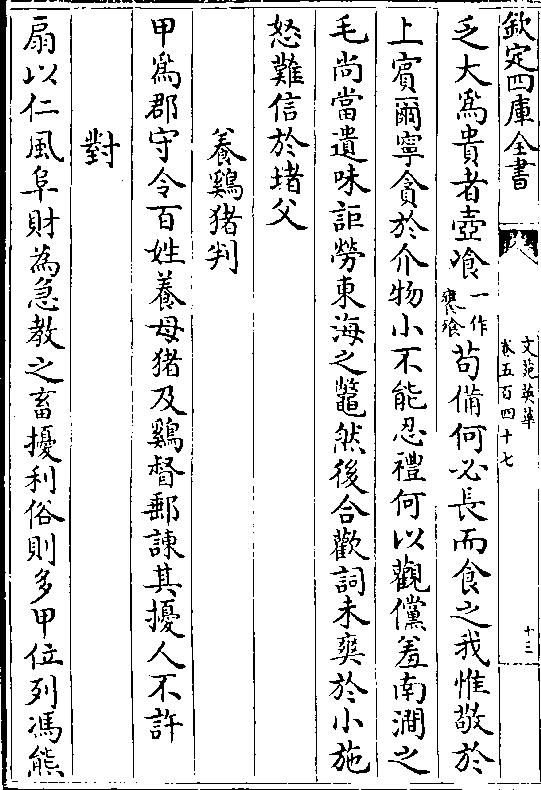 欽定四庫全書
文苑英華
卷五百四十七
十三
乏大為貴者壺飡一作饔飱苟備何必長而食之我惟敬於
上賓爾寧貪於介物小不能忍禮何以觀儻羞南澗之
毛尚當遺味詎勞東海之鼈然後合歡詞未爽於小施
怒難信於堵父
養鷄猪判
甲為郡守令百姓養母猪及鷄督郵諫其擾人不許
對
扇以仁風阜財為急教之畜擾利俗則多甲位列馮熊